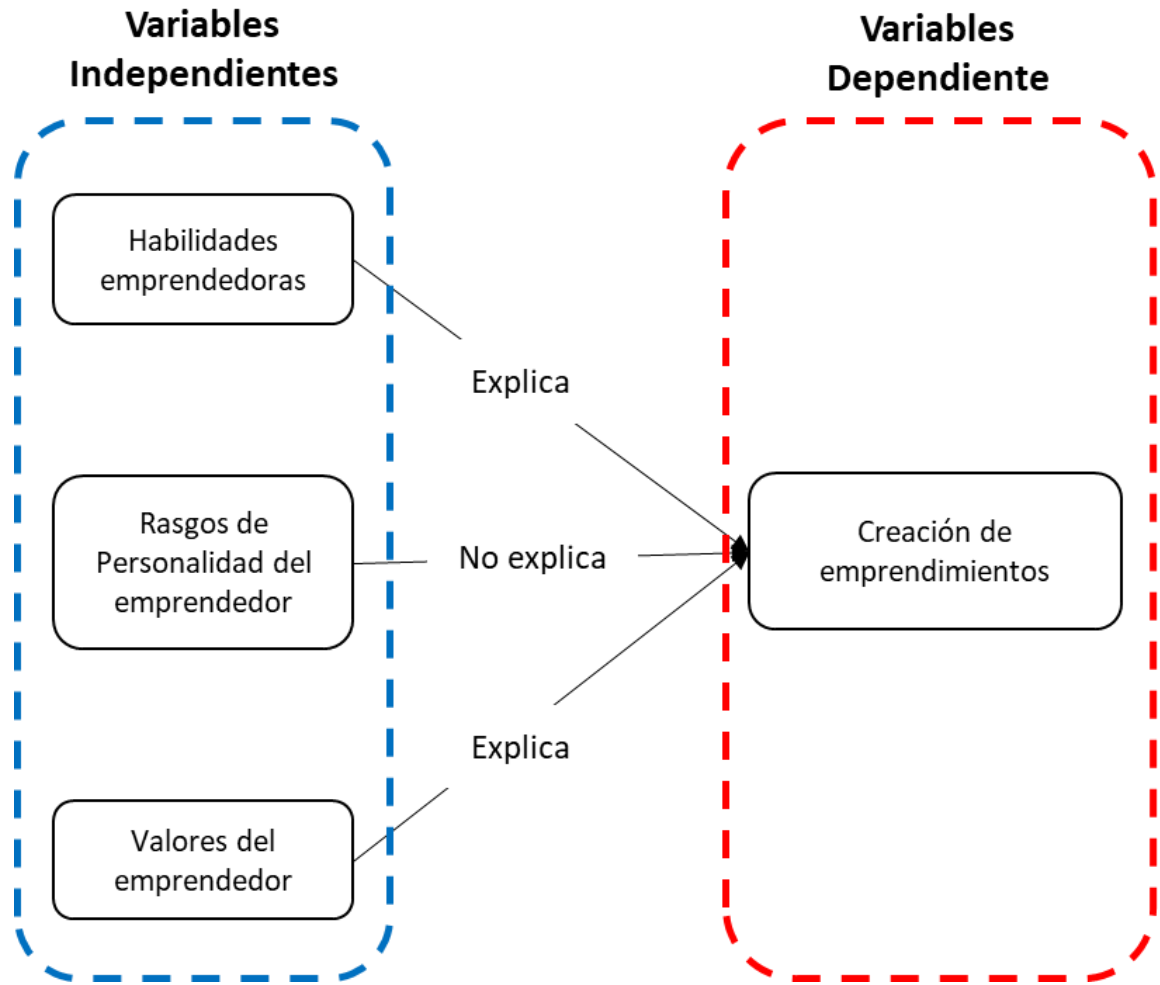 Variables
Independientes
Variables
Dependiente
Habilidades
emprendedoras
Explica
Rasgos de
Personalidad del
emprendedor
No explica
Creación de
emprendimientos
Explica
Valores del
emprendedor